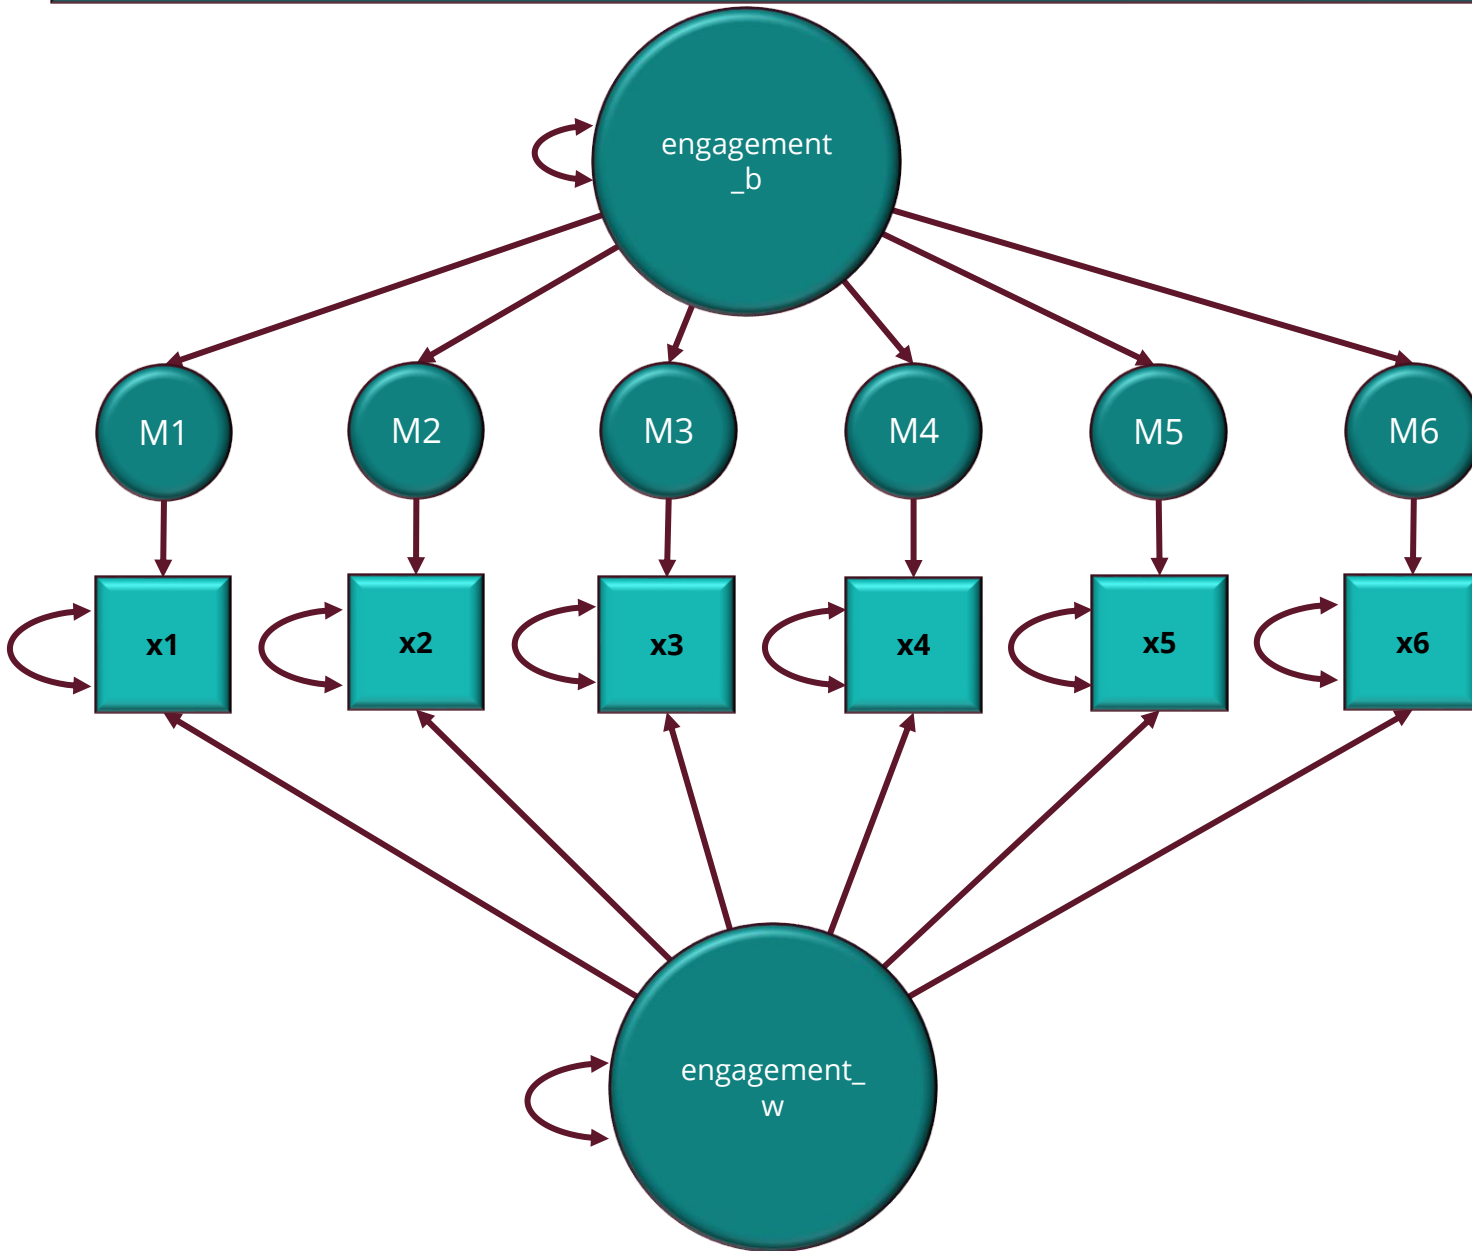 engagement
_b
M1 M2 M3 M4 M5 M6
x1 x2 x3 x4 x5 x6
engagement_
w